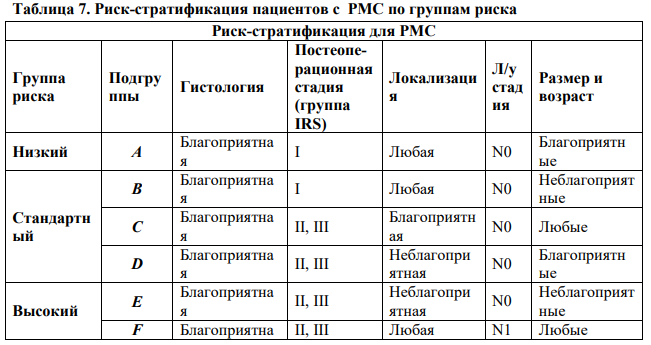 Таблица 7. Риск-стратификация пациентов с РМС по группам риска
Риск-стратификация для РМС
Группа
риска
Подгру
ппы
Гистология
Постеопе-
рационная
стадия
(группа
IRS)
Локализаци
я
Л/у
стад
ия
Размер и
возраст
Низкий
A
Благоприятна
я
I
Любая
N0
Благоприятн
ые
Стандартн
ый
B
Благоприятна
я
I
Любая
N0
Неблагоприят
ные
C
Благоприятна
я
II, III
Благоприятн
ая
N0
Любые
D
Благоприятна
я
II, III
Неблагопри
ятная
N0
Благоприятн
ые
Высокий
E
Благоприятна
я
II, III
Неблагопри
ятная
N0
Неблагоприят
ные
F
Благоприятна
II, III
Любая
N1
Любые